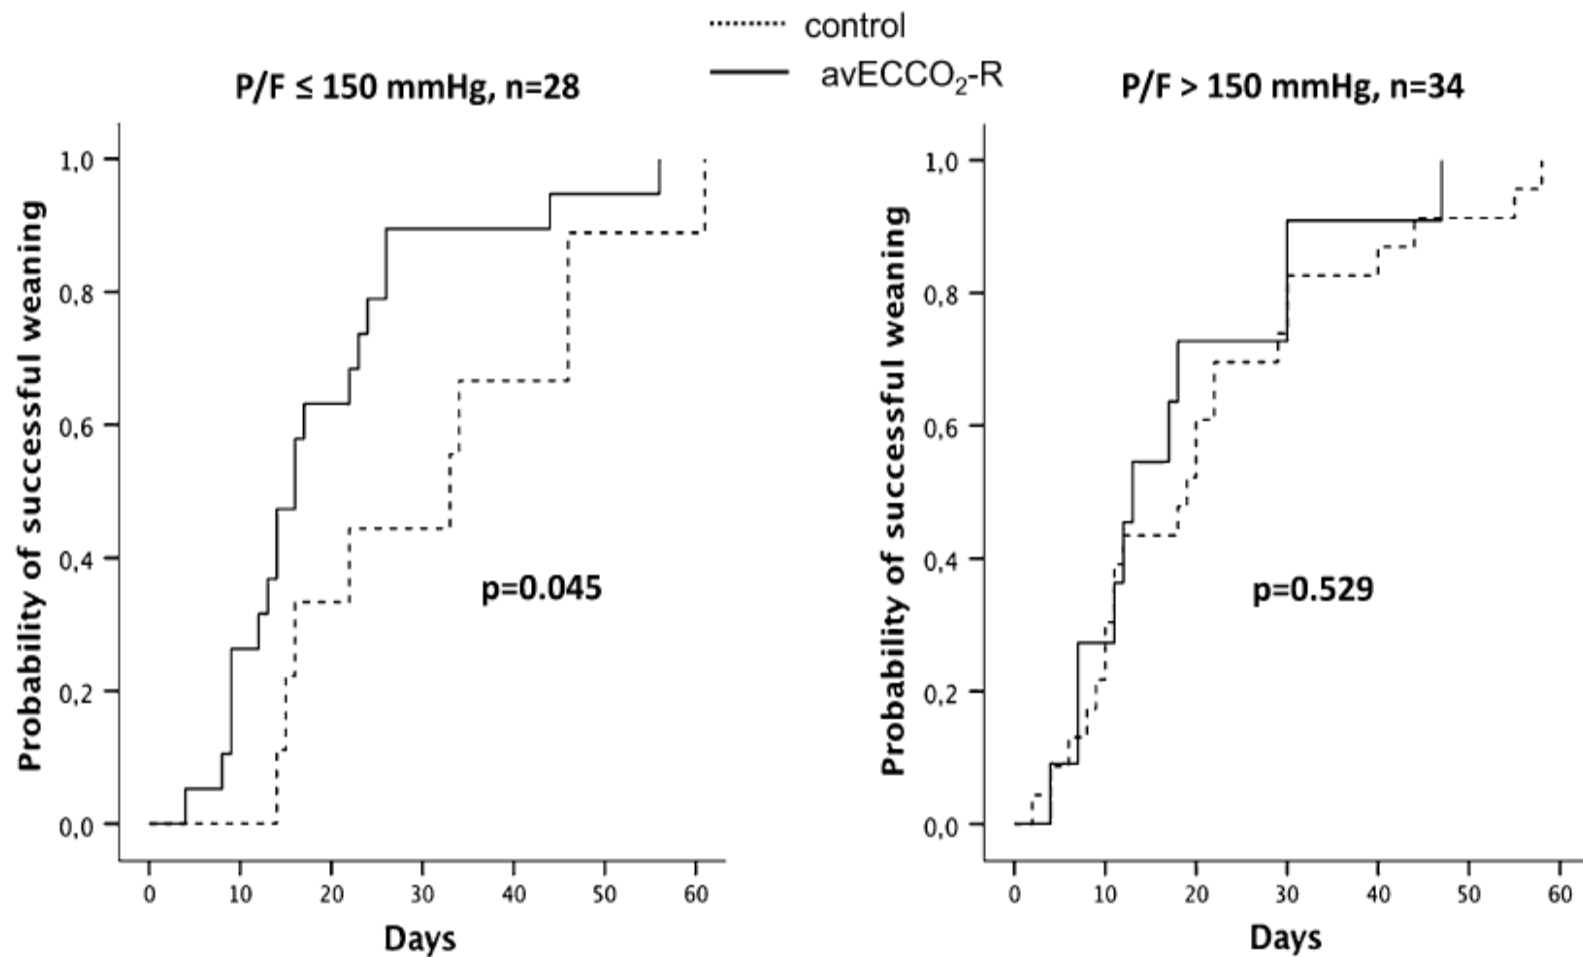 control
avECCO₂-R
P/F ≤ 150 mmHg, n=28
P/F > 150 mmHg, n=34
Probability of successful weaning
1,0
0,8
0,6
0,4
0,2
0,0
p=0.045
0 10 20 30 40 50 60
Days
Probability of successful weaning
1,0
0,8
0,6
0,4
0,2
0,0
p=0.529
0 10 20 30 40 50 60
Days